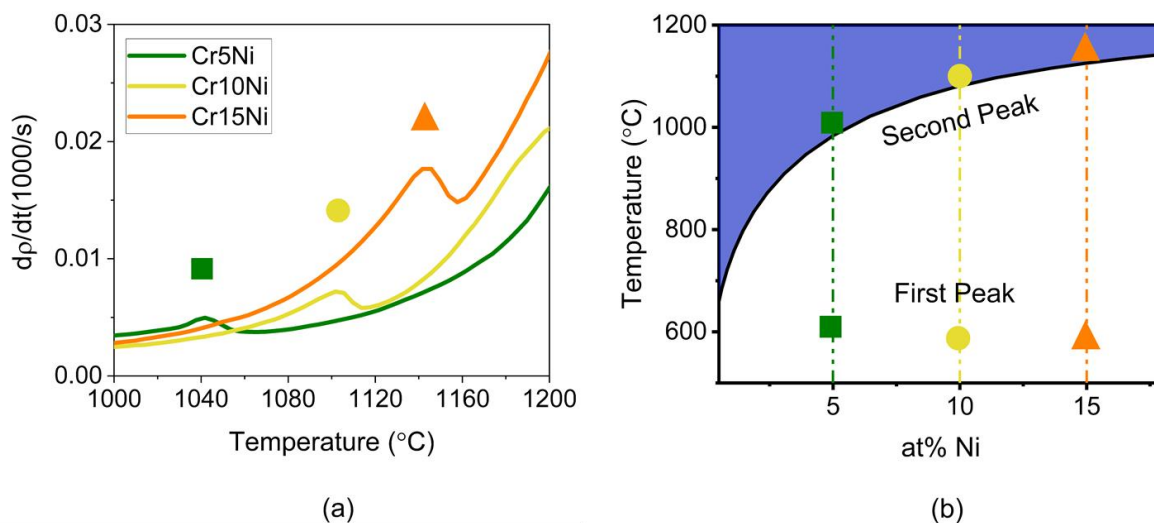 0.03
0.02
0.01
0.00
dρ/dt(1000/s)
Cr5Ni
Cr10Ni
Cr15Ni
1000 1040 1080 1120 1160 1200
Temperature (°C)
(a)
1200
1000
800
600
Temperature (°C)
Second Peak
First Peak
5 10 15
at% Ni
(b)